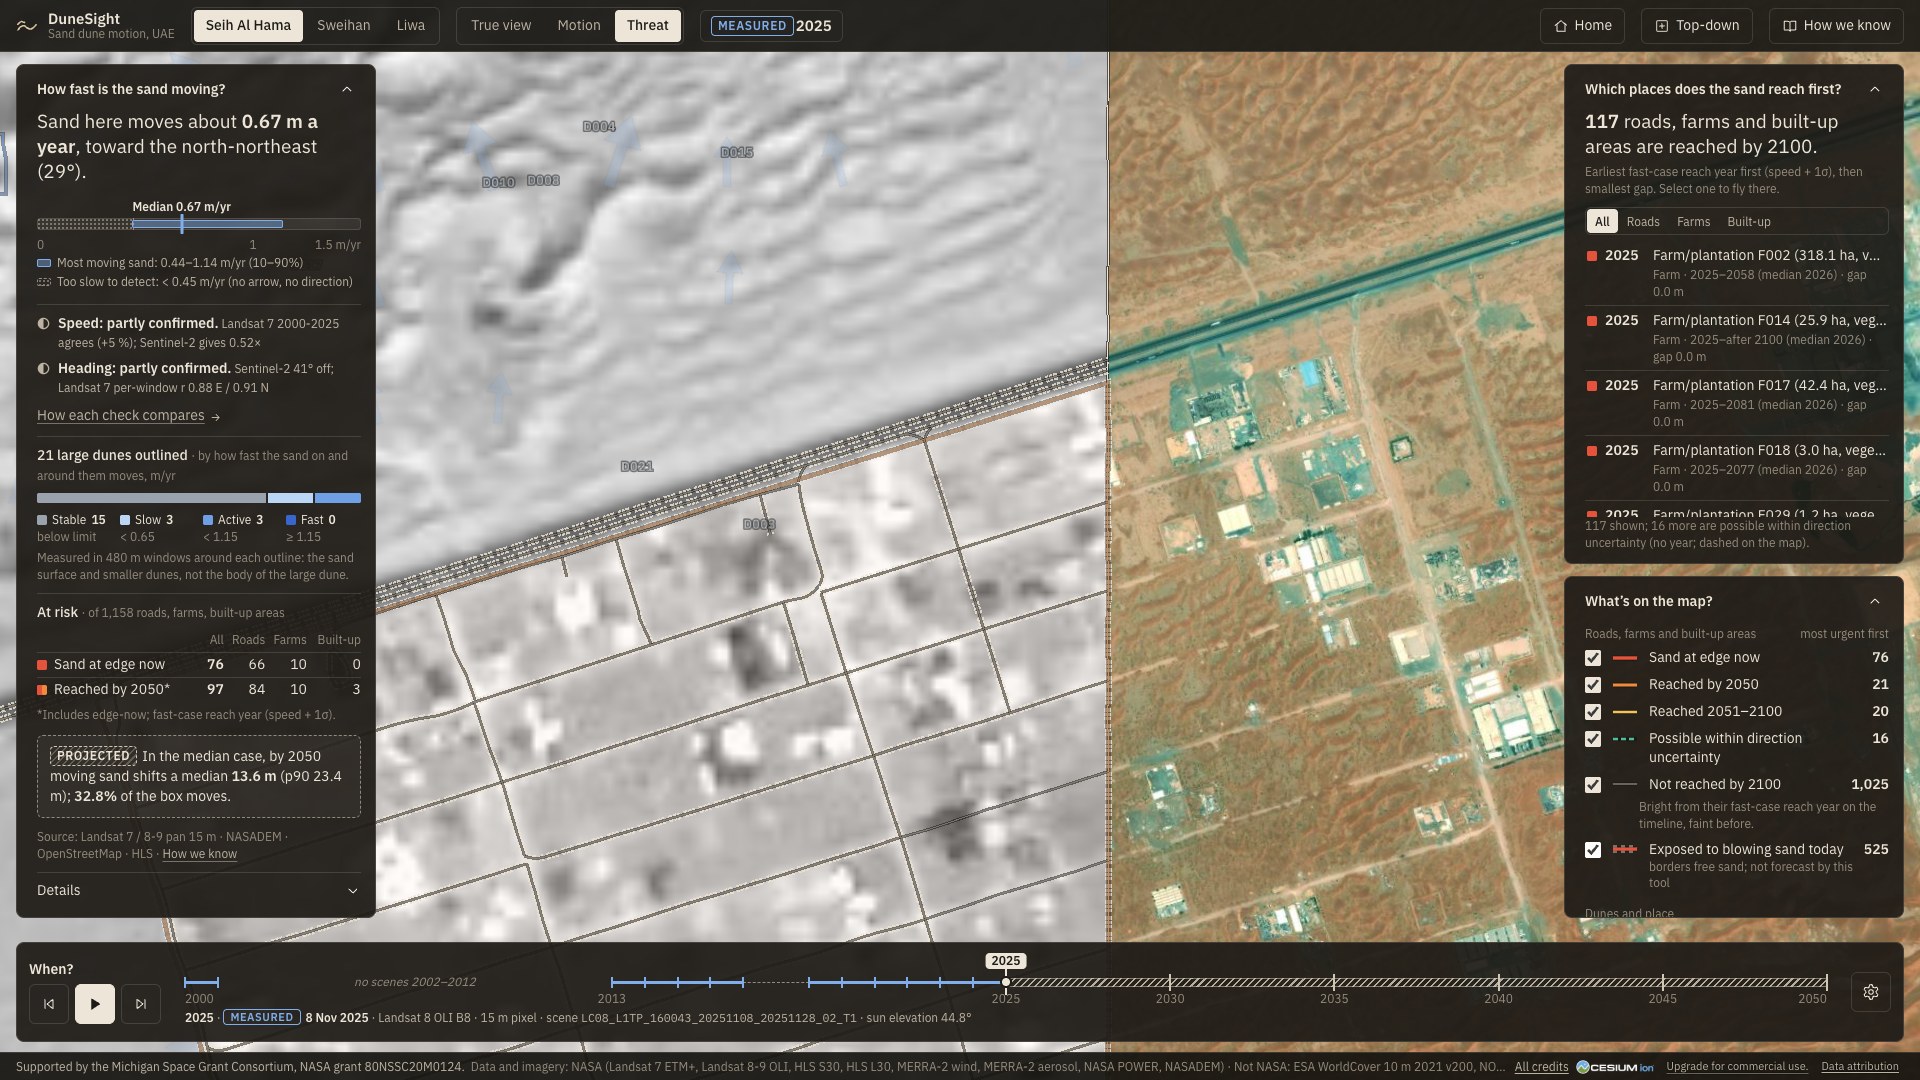 DuneSight
Sand dune motion, UAE
Seih Al Hama
Sweihan
Liwa
True view
Motion
Threat
MEASURED 2025
Home
Top-down
How we know
How fast is the sand moving?
Sand here moves about 0.67 m a
year, toward the north-northeast
(29°).
Median 0.67 m/yr
0 1 1.5 m/yr
Most moving sand: 0.44–1.14 m/yr (10–90%)
Too slow to detect: < 0.45 m/yr (no arrow, no direction)
Speed: partly confirmed. Landsat 7 2000-2025
agrees (+5 %); Sentinel-2 gives 0.52×
Heading: partly confirmed. Sentinel-2 41° off;
Landsat 7 per-window r 0.88 E / 0.91 N
How each check compares →
21 large dunes outlined · by how fast the sand on and
around them moves, m/yr
Stable 15 Slow 3 Active 3 Fast 0
below limit < 0.65 < 1.15 ≥ 1.15
Measured in 480 m windows around each outline: the sand
surface and smaller dunes, not the body of the large dune.
At risk · of 1,158 roads, farms, built-up areas
All Roads Farms Built-up
Sand at edge now 76 66 10 0
Reached by 2050* 97 84 10 3
*Includes edge-now; fast-case reach year (speed + 1σ).
PROJECTED In the median case, by 2050
moving sand shifts a median 13.6 m (p90 23.4
m); 32.8% of the box moves.
Source: Landsat 7 / 8-9 pan 15 m · NASADEM ·
OpenStreetMap · HLS · How we know
Details
D004
D015
D010
D008
D021
D003
Which places does the sand reach first?
117 roads, farms and built-up
areas are reached by 2100.
Earliest fast-case reach year first (speed + 1σ), then
smallest gap. Select one to fly there.
All Roads Farms Built-up
2025 Farm/plantation F002 (318.1 ha, v...
Farm · 2025–2058 (median 2026) · gap
0.0 m
2025 Farm/plantation F014 (25.9 ha, veg...
Farm · 2025–after 2100 (median 2026) ·
gap 0.0 m
2025 Farm/plantation F017 (42.4 ha, veg...
Farm · 2025–2081 (median 2026) · gap
0.0 m
2025 Farm/plantation F018 (3.0 ha, vege...
Farm · 2025–2077 (median 2026) · gap
0.0 m
2025 Farm/plantation F029 (1.2 ha, vege...
117 shown; 16 more are possible within direction
uncertainty (no year; dashed on the map).
What's on the map?
Roads, farms and built-up areas most urgent first
Sand at edge now 76
Reached by 2050 21
Reached 2051–2100 20
Possible within direction 16
uncertainty
Not reached by 2100 1,025
Bright from their fast-case reach year on the
timeline, faint before.
Exposed to blowing sand today 525
borders free sand; not forecast by this
tool
Dunes and place
When?
2025
no scenes 2002–2012
2000 2013 2025 2030 2035 2040 2045 2050
2025 · MEASURED 8 Nov 2025 · Landsat 8 OLI B8 · 15 m pixel · scene LC08_L1TP_160043_20251108_20251128_02_T1 · sun elevation 44.8°
Supported by the Michigan Space Grant Consortium, NASA grant 80NSSC20M0124. Data and imagery: NASA (Landsat 7 ETM+, Landsat 8-9 OLI, HLS S30, HLS L30, MERRA-2 wind, MERRA-2 aerosol, NASA POWER, NASADEM) · Not NASA: ESA WorldCover 10 m 2021 v200, NO... All credits CESIUM ion Upgrade for commercial use. Data attribution